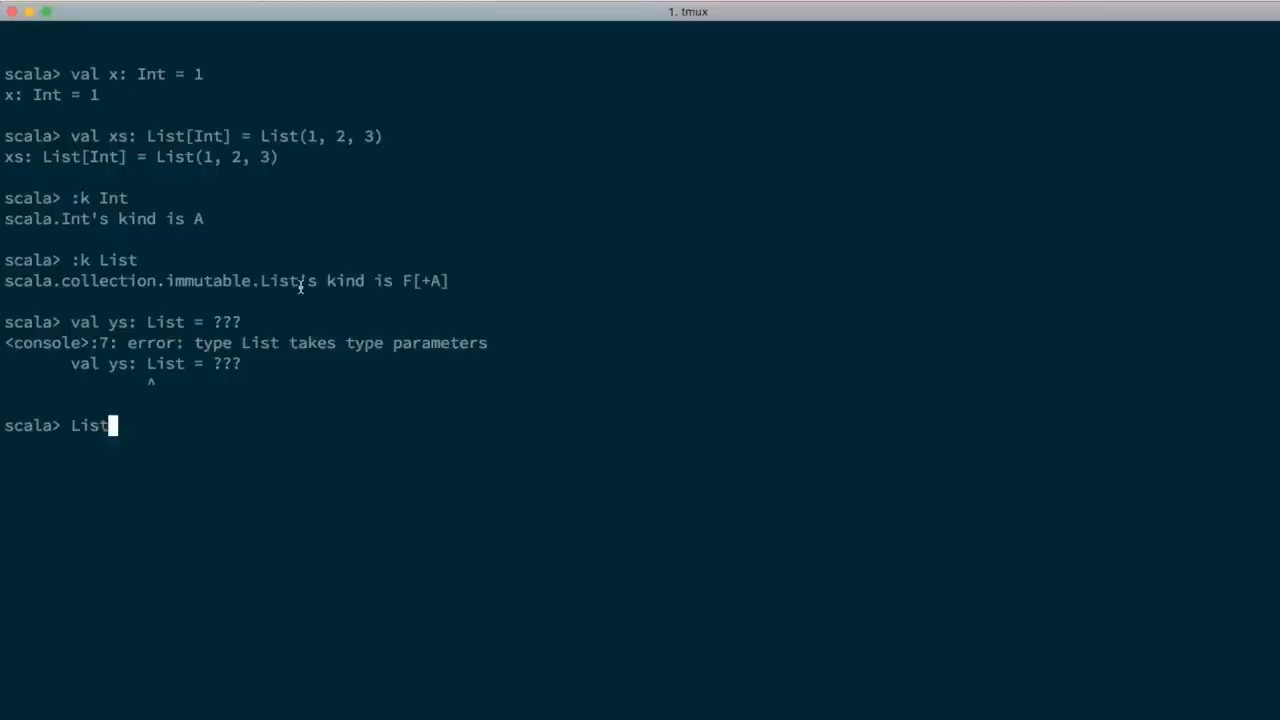 1. tmux
scala> val x: Int = 1
x: Int = 1
scala> val xs: List[Int] = List(1, 2, 3)
xs: List[Int] = List(1, 2, 3)
scala> :k Int
scala.Int's kind is A
scala> :k List
scala.collection.immutable.List's kind is F[+A]
scala> val ys: List = ???
<console>:7: error: type List takes type parameters
       val ys: List = ???
               ^
scala> List